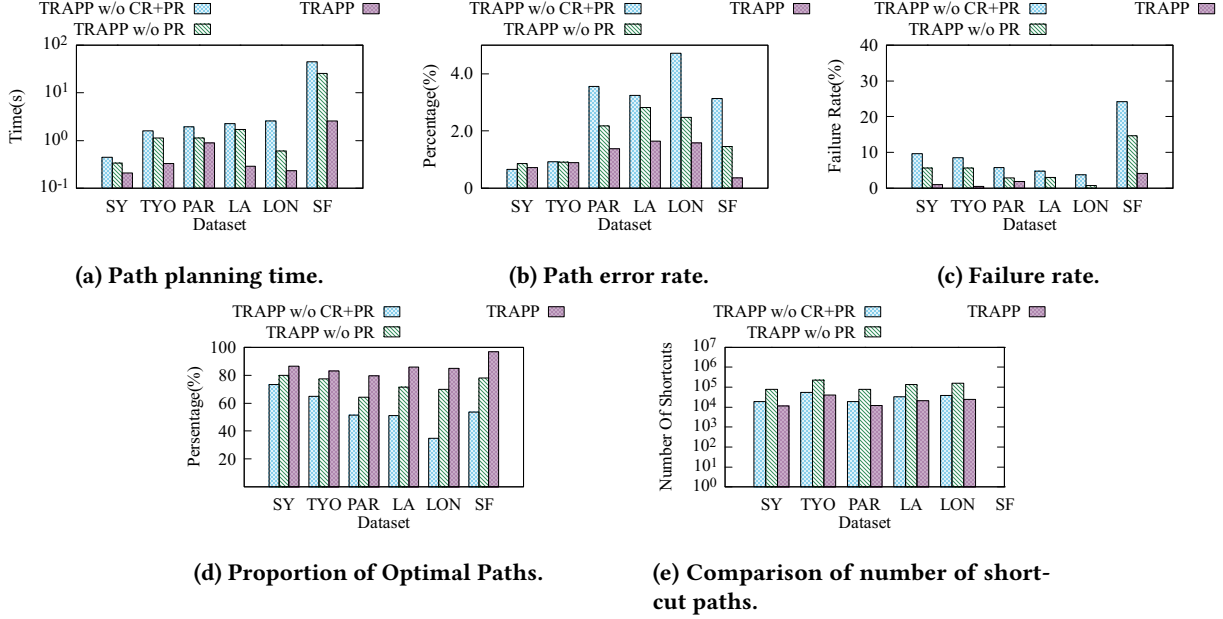 TRAPP w/o CR+PR
TRAPP
TRAPP w/o PR
Time(s)
10^2
10^1
10^0
10^-1
SY TYO PAR LA LON SF
Dataset
(a) Path planning time.
TRAPP w/o CR+PR
TRAPP
TRAPP w/o PR
Percentage(%)
4.0
2.0
0
SY TYO PAR LA LON SF
Dataset
(b) Path error rate.
TRAPP w/o CR+PR
TRAPP
TRAPP w/o PR
Failure Rate(%)
40
30
20
10
0
SY TYO PAR LA LON SF
Dataset
(c) Failure rate.
TRAPP w/o CR+PR
TRAPP
TRAPP w/o PR
Persentage(%)
100
80
60
40
20
SY TYO PAR LA LON SF
Dataset
(d) Proportion of Optimal Paths.
TRAPP w/o CR+PR
TRAPP
TRAPP w/o PR
Number Of Shortcuts
10^7
10^6
10^5
10^4
10^3
10^2
10^1
10^0
SY TYO PAR LA LON SF
Dataset
(e) Comparison of number of short-
cut paths.